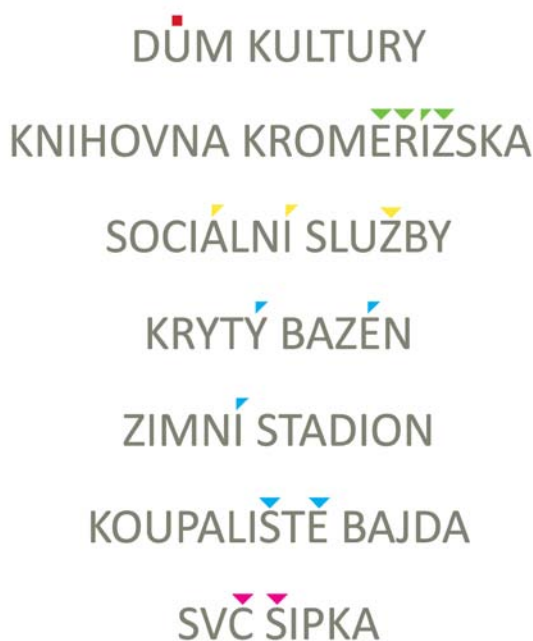 DŮM KULTURY
KNIHOVNA KROMĚŘÍŽSKA
SOCIÁLNÍ SLUŽBY
KRYTÝ BAZÉN
ZIMNÍ STADION
KOUPALIŠTĚ BAJDA
SVČ ŠIPKA